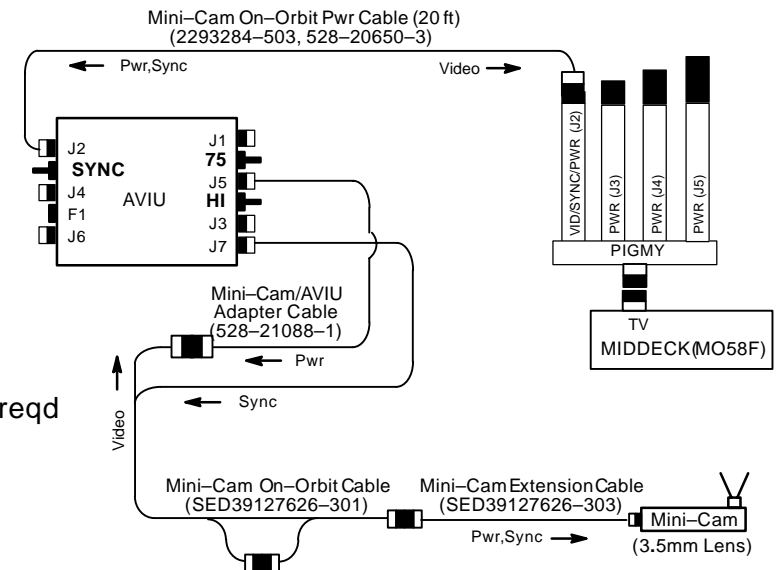 Mini–Cam On–Orbit Pwr Cable (20 ft)
(2293284–503, 528–20650–3)
Pwr,Sync
Video
J2
SYNC
J4
F1
J6
AVIU
J1
75
J5
HI
J3
J7
VID/SYNC/PWR (J2)
PWR (J3)
PWR (J4)
PWR (J5)
PIGMY
TV
MIDDECK(MO58F)
Mini–Cam/AVIU
Adapter Cable
(528–21088–1)
Pwr
reqd
Sync
Video
Mini–Cam On–Orbit Cable
(SED39127626–301)
Mini–Cam Extension Cable
(SED39127626–303)
Pwr,Sync
Mini–Cam
(3.5mm Lens)